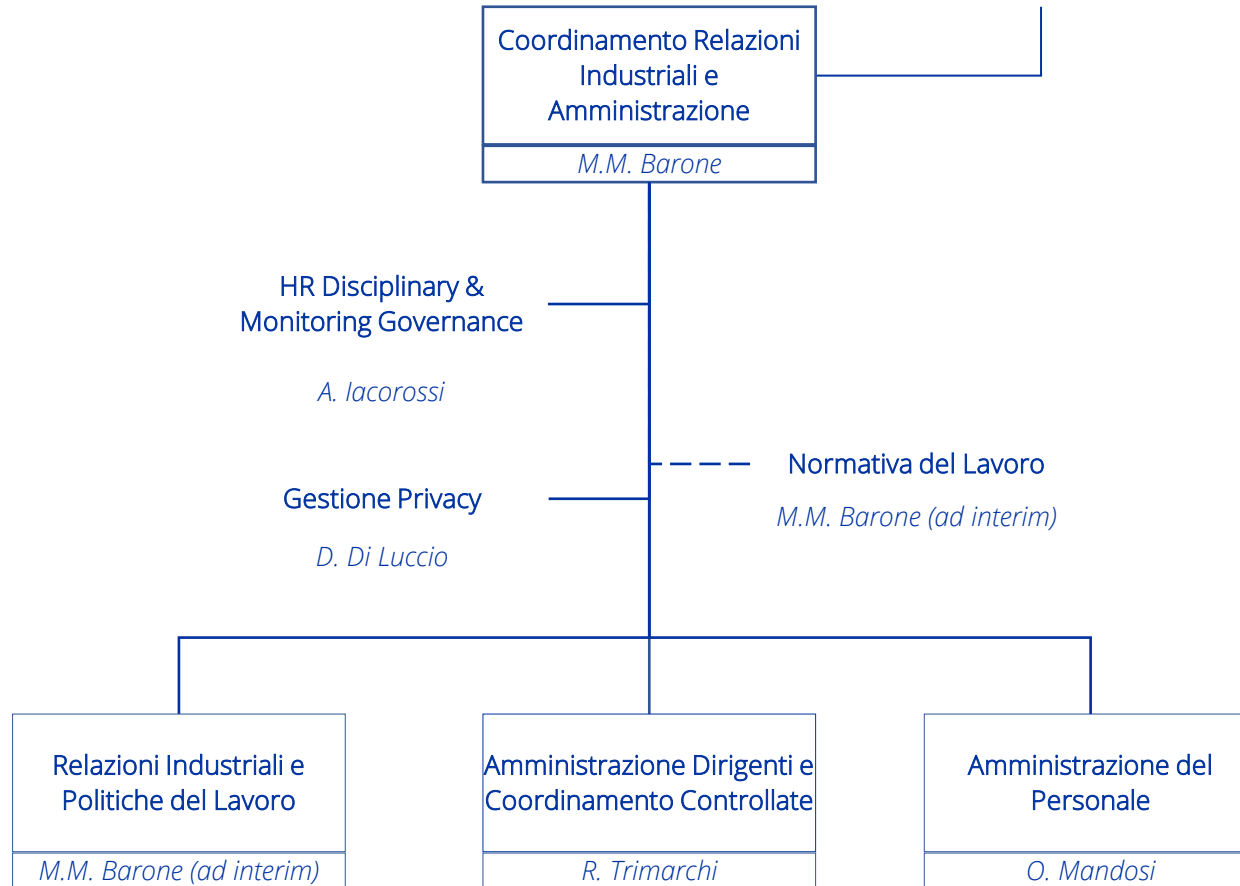 Coordinamento Relazioni
Industriali e
Amministrazione
M.M. Barone
HR Disciplinary &
Monitoring Governance
A. Iacorossi
Normativa del Lavoro
M.M. Barone (ad interim)
Gestione Privacy
D. Di Luccio
Relazioni Industriali e
Politiche del Lavoro
M.M. Barone (ad interim)
Amministrazione Dirigenti e
Coordinamento Controllate
R. Trimarchi
Amministrazione del
Personale
O. Mandosi